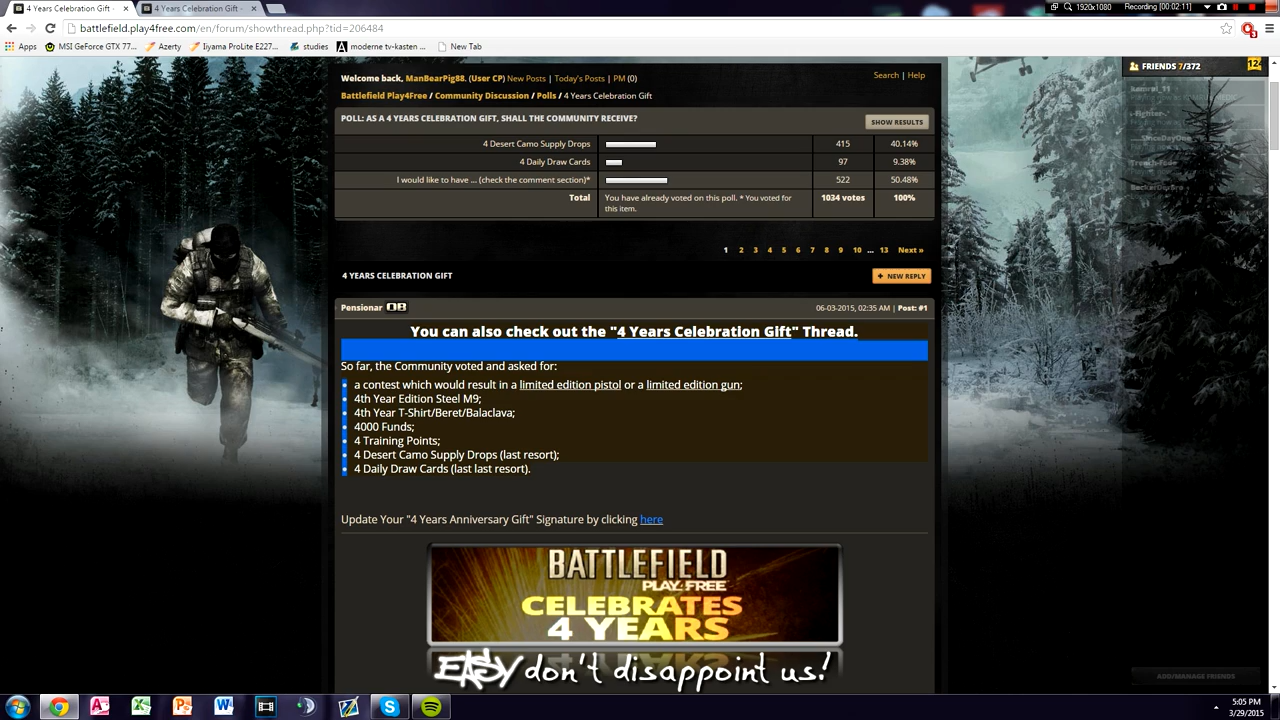 4 Years Celebration Gift -
4 Years Celebration Gift -
1920x1080
Recording [00:02:11]
battlefield.play4free.com/en/forum/showthread.php?tid=206484
Apps
MSI GeForce GTX 77...
Azerty
Iiyama ProLite E227...
studies
moderne tv-kasten ...
New Tab
Welcome back, ManBearPig88. (User CP) New Posts | Today's Posts | PM (0)
Search | Help
Battlefield Play4Free / Community Discussion / Polls / 4 Years Celebration Gift
FRIENDS 7/372
12
POLL: AS A 4 YEARS CELEBRATION GIFT, SHALL THE COMMUNITY RECEIVE?
SHOW RESULTS
4 Desert Camo Supply Drops 415 40.14%
4 Daily Draw Cards 97 9.38%
I would like to have ... (check the comment section)* 522 50.48%
Total You have already voted on this poll. * You voted for 1034 votes 100%
this item.
1 2 3 4 5 6 7 8 9 10 ... 13 Next »
4 YEARS CELEBRATION GIFT
+ NEW REPLY
Pensionar
06-03-2015, 02:35 AM | Post: #1
You can also check out the "4 Years Celebration Gift" Thread.
So far, the Community voted and asked for:
a contest which would result in a limited edition pistol or a limited edition gun;
4th Year Edition Steel M9;
4th Year T-Shirt/Beret/Balaclava;
4000 Funds;
4 Training Points;
4 Desert Camo Supply Drops (last resort);
4 Daily Draw Cards (last last resort).
Update Your "4 Years Anniversary Gift" Signature by clicking here
BATTLEFIELD
PLAY4FREE
CELEBRATES
4 YEARS
EASY don't disappoint us!
ADD/MANAGE FRIENDS
5:05 PM
3/29/2015